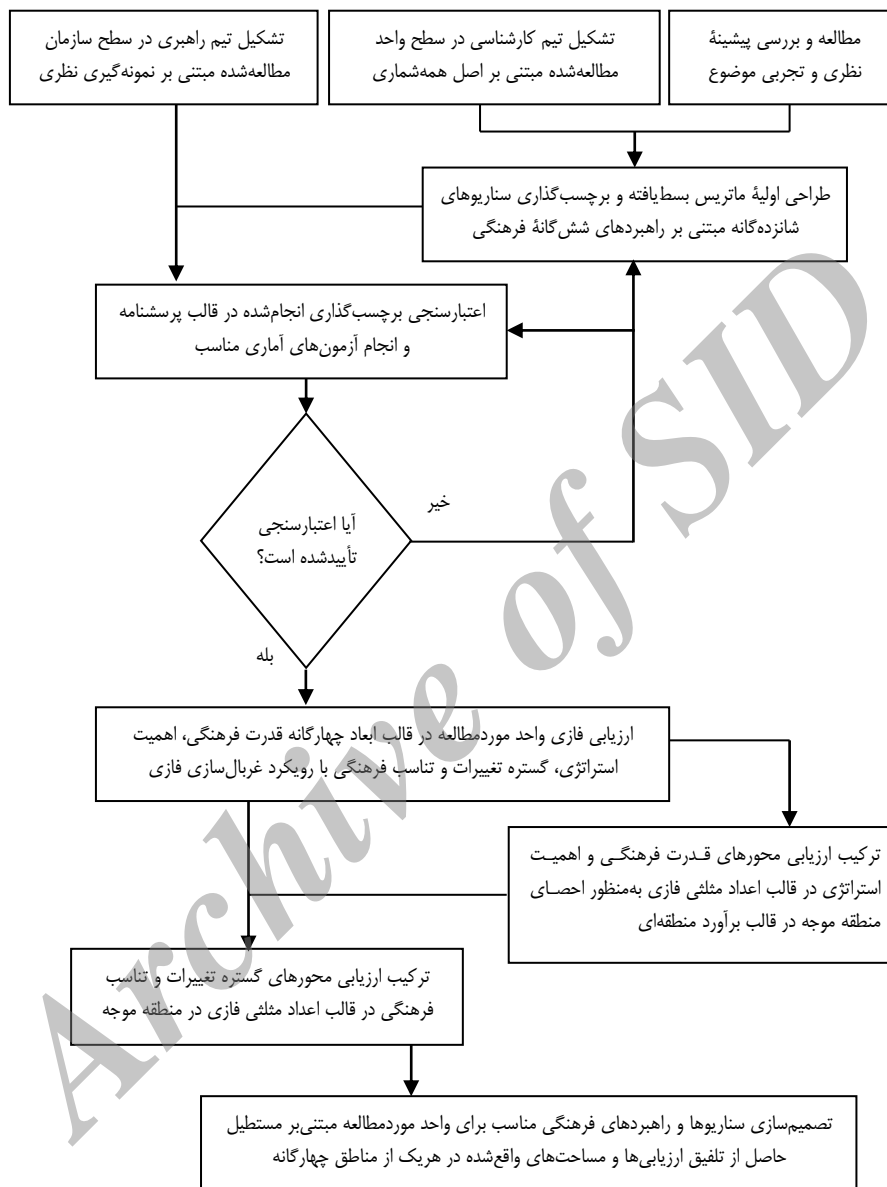 مطالعه و بررسی پیشینهٔ
نظری و تجربی موضوع
تشکیل تیم کارشناسی در سطح واحد
مطالعه‌شده مبتنی بر اصل همه‌شماری
تشکیل تیم راهبری در سطح سازمان
مطالعه‌شده مبتنی بر نمونه‌گیری نظری
طراحی اولیهٔ ماتریس بسط‌یافته و برچسب‌گذاری سناریوهای
شانزده‌گانه مبتنی بر راهبردهای شش‌گانهٔ فرهنگی
اعتبارسنجی برچسب‌گذاری انجام‌شده در قالب پرسشنامه
و انجام آزمون‌های آماری مناسب
آیا اعتبارسنجی
تأییدشده است؟
خیر
بله
ارزیابی فازی واحد موردمطالعه در قالب ابعاد چهارگانه قدرت فرهنگی، اهمیت
استراتژی، گستره تغییرات و تناسب فرهنگی با رویکرد غربال‌سازی فازی
ترکیب ارزیابی محورهای قـدرت فرهنگـی و اهمیـت
استراتژی در قالب اعداد مثلثی فازی به‌منظور احصـای
منطقه موجه در قالب برآورد منطقه‌ای
ترکیب ارزیابی محورهای گستره تغییرات و تناسب
فرهنگی در قالب اعداد مثلثی فازی در منطقه موجه
تصمیم‌سازی سناریوها و راهبردهای فرهنگی مناسب برای واحد موردمطالعه مبتنی‌بر مستطیل
حاصل از تلفیق ارزیابی‌ها و مساحت‌های واقع‌شده در هریک از مناطق چهارگانه
Archive of SID